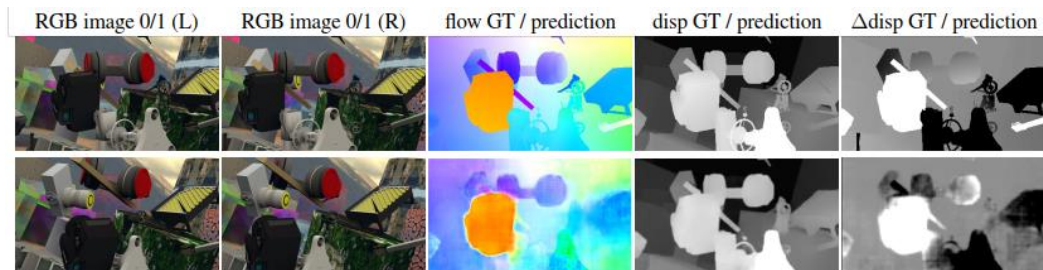 RGB image 0/1 (L) RGB image 0/1 (R) flow GT / prediction disp GT / prediction Δdisp GT / prediction